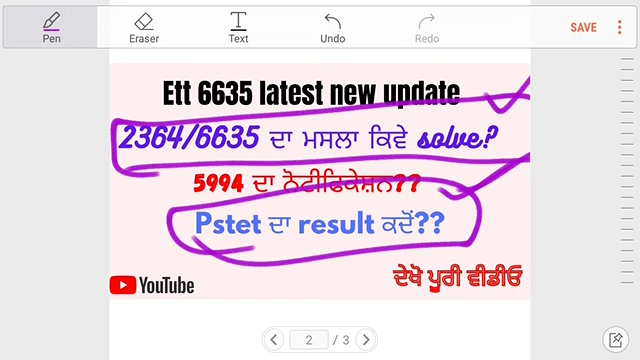 Pen Eraser Text Undo Redo SAVE
Ett 6635 latest new update
2364/6635 ਦਾ ਮਸਲਾ ਕਿਵੇ solve?
5994 ਦਾ ਨੋਟੀਫਿਕੇਸ਼ਨ??
Pstet ਦਾ result ਕਦੋਂ??
ਦੇਖੋ ਪੂਰੀ ਵੀਡੀਓ
YouTube
2 / 3